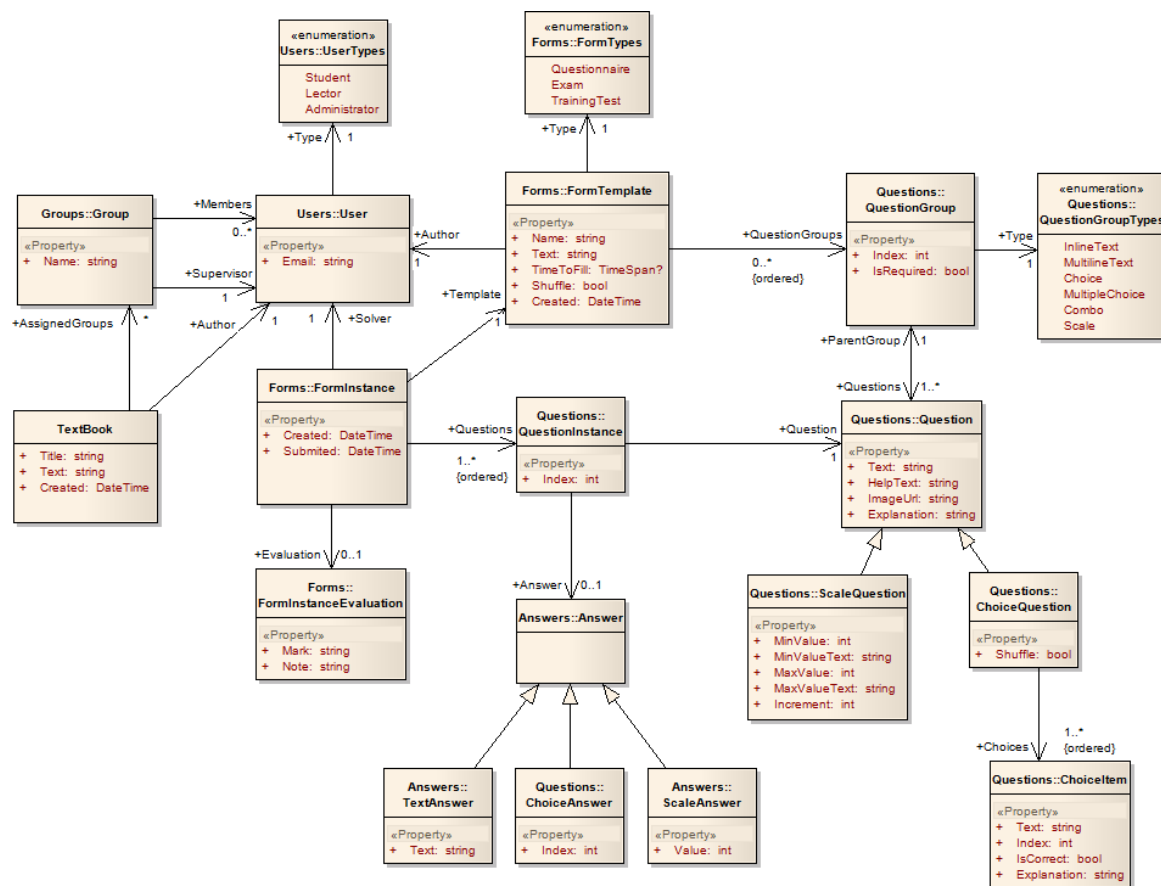 «enumeration»
Users::UserTypes
Student
Lector
Administrator
«enumeration»
Forms::FormTypes
Questionnaire
Exam
TrainingTest
+Type
1
+Type
1
Groups::Group
«Property»
+ Name: string
+Members
0..*
+Supervisor
1
Users::User
«Property»
+ Email: string
+Author
1
Forms::FormTemplate
«Property»
+ Name: string
+ Text: string
+ TimeToFill: TimeSpan?
+ Shuffle: bool
+ Created: DateTime
+QuestionGroups
0..*
{ordered}
Questions::
QuestionGroup
«Property»
+ Index: int
+ IsRequired: bool
+Type
1
«enumeration»
Questions::
QuestionGroupTypes
InlineText
MultilineText
Choice
MultipleChoice
Combo
Scale
+AssignedGroups
*
+Author
1
1
+Solver
+Template
1
+ParentGroup
1
+Questions
1..*
TextBook
+ Title: string
+ Text: string
+ Created: DateTime
Forms::FormInstance
«Property»
+ Created: DateTime
+ Submited: DateTime
+Questions
1..*
{ordered}
Questions::
QuestionInstance
«Property»
+ Index: int
+Question
1
Questions::Question
«Property»
+ Text: string
+ HelpText: string
+ ImageUrl: string
+ Explanation: string
+Evaluation
0..1
Forms::
FormInstanceEvaluation
«Property»
+ Mark: string
+ Note: string
+Answer
0..1
Answers::Answer
Questions::ScaleQuestion
«Property»
+ MinValue: int
+ MinValueText: string
+ MaxValue: int
+ MaxValueText: string
+ Increment: int
Questions::
ChoiceQuestion
«Property»
+ Shuffle: bool
+Choices
1..*
{ordered}
Answers::
TextAnswer
«Property»
+ Text: string
Questions::
ChoiceAnswer
«Property»
+ Index: int
Answers::
ScaleAnswer
«Property»
+ Value: int
Questions::ChoiceItem
«Property»
+ Text: string
+ Index: int
+ IsCorrect: bool
+ Explanation: string